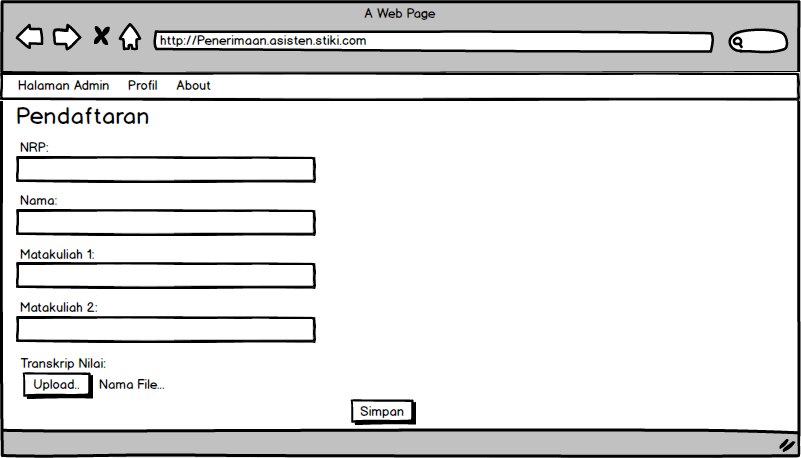 A Web Page
http://Penerimaan.asisten.stiki.com
Halaman Admin Profil About
Pendaftaran
NRP:
Nama:
Matakuliah 1:
Matakuliah 2:
Transkrip Nilai:
Upload.. Nama File...
Simpan